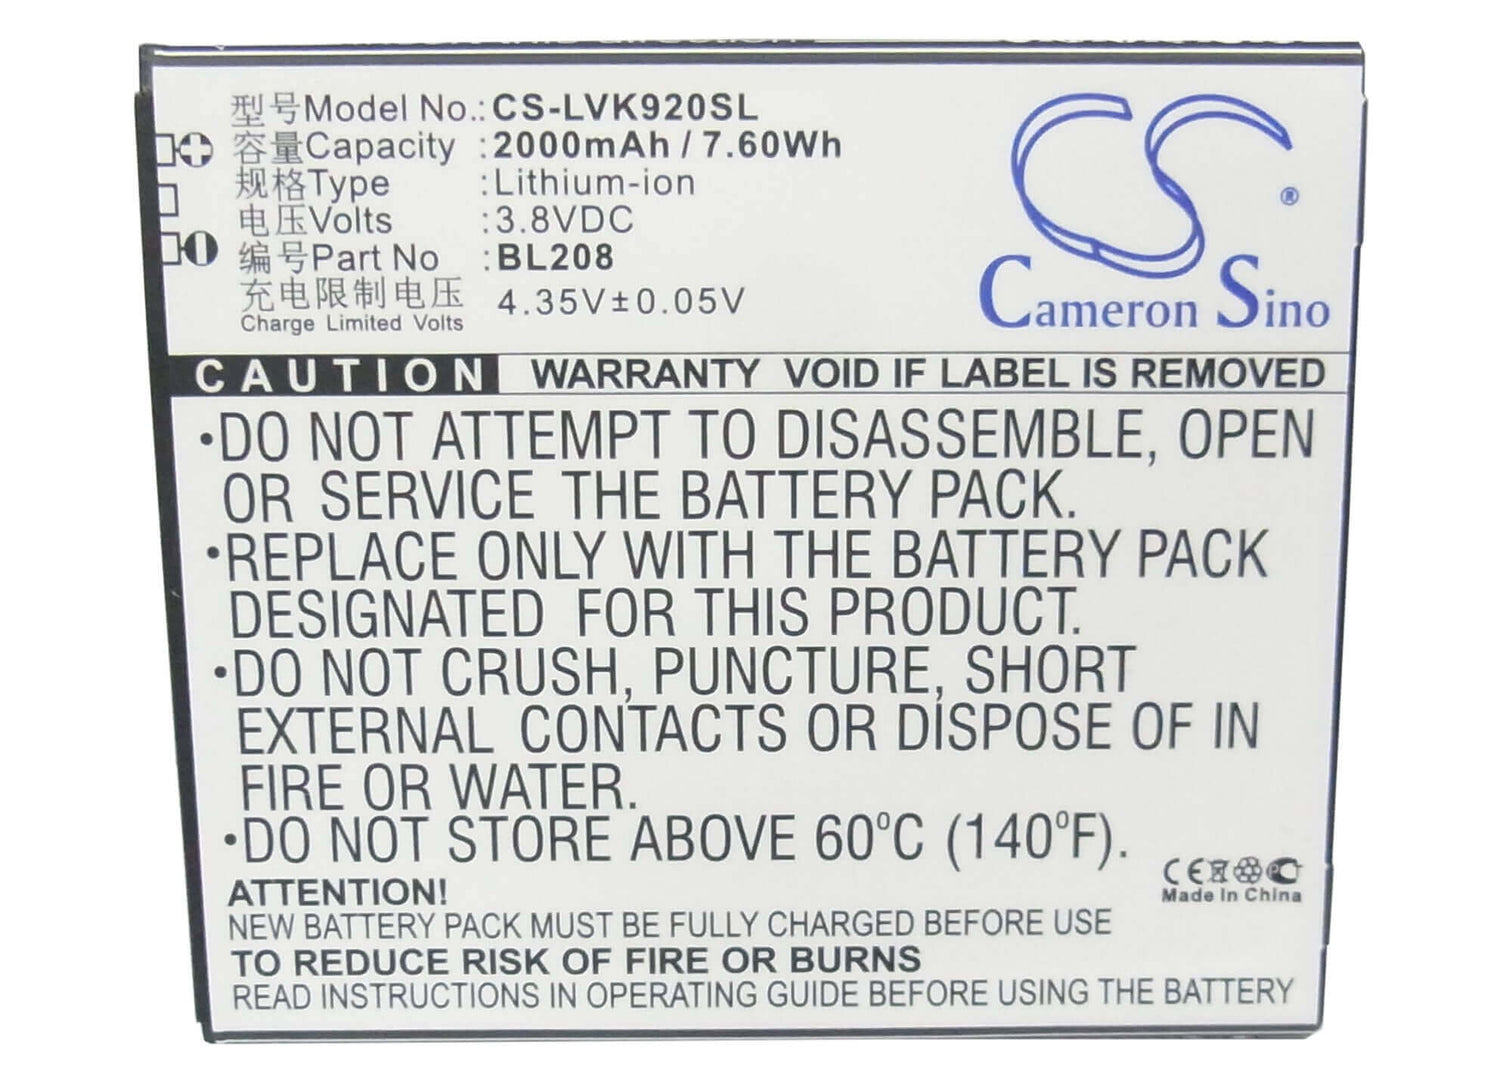 型号Model No.: CS-LVK920SL
容量Capacity : 2000mAh / 7.60Wh
规格Type : Lithium-ion
电压Volts : 3.8VDC
编号Part No : BL208
充电限制电压 4.35V±0.05V
Charge Limited Volts
CS ®
Cameron Sino
CAUTION WARRANTY VOID IF LABEL IS REMOVED
•DO NOT ATTEMPT TO DISASSEMBLE, OPEN
OR SERVICE THE BATTERY PACK.
•REPLACE ONLY WITH THE BATTERY PACK
DESIGNATED FOR THIS PRODUCT.
•DO NOT CRUSH, PUNCTURE, SHORT
EXTERNAL CONTACTS OR DISPOSE OF IN
FIRE OR WATER.
•DO NOT STORE ABOVE 60°C (140°F).
CE
Made In China
ATTENTION!
NEW BATTERY PACK MUST BE FULLY CHARGED BEFORE USE
TO REDUCE RISK OF FIRE OR BURNS
READ INSTRUCTIONS IN OPERATING GUIDE BEFORE USING THE BATTERY